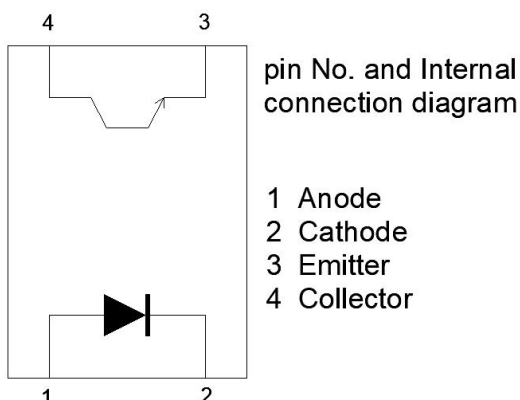 4 3
pin No. and Internal
connection diagram
1 Anode
2 Cathode
3 Emitter
4 Collector
1 2